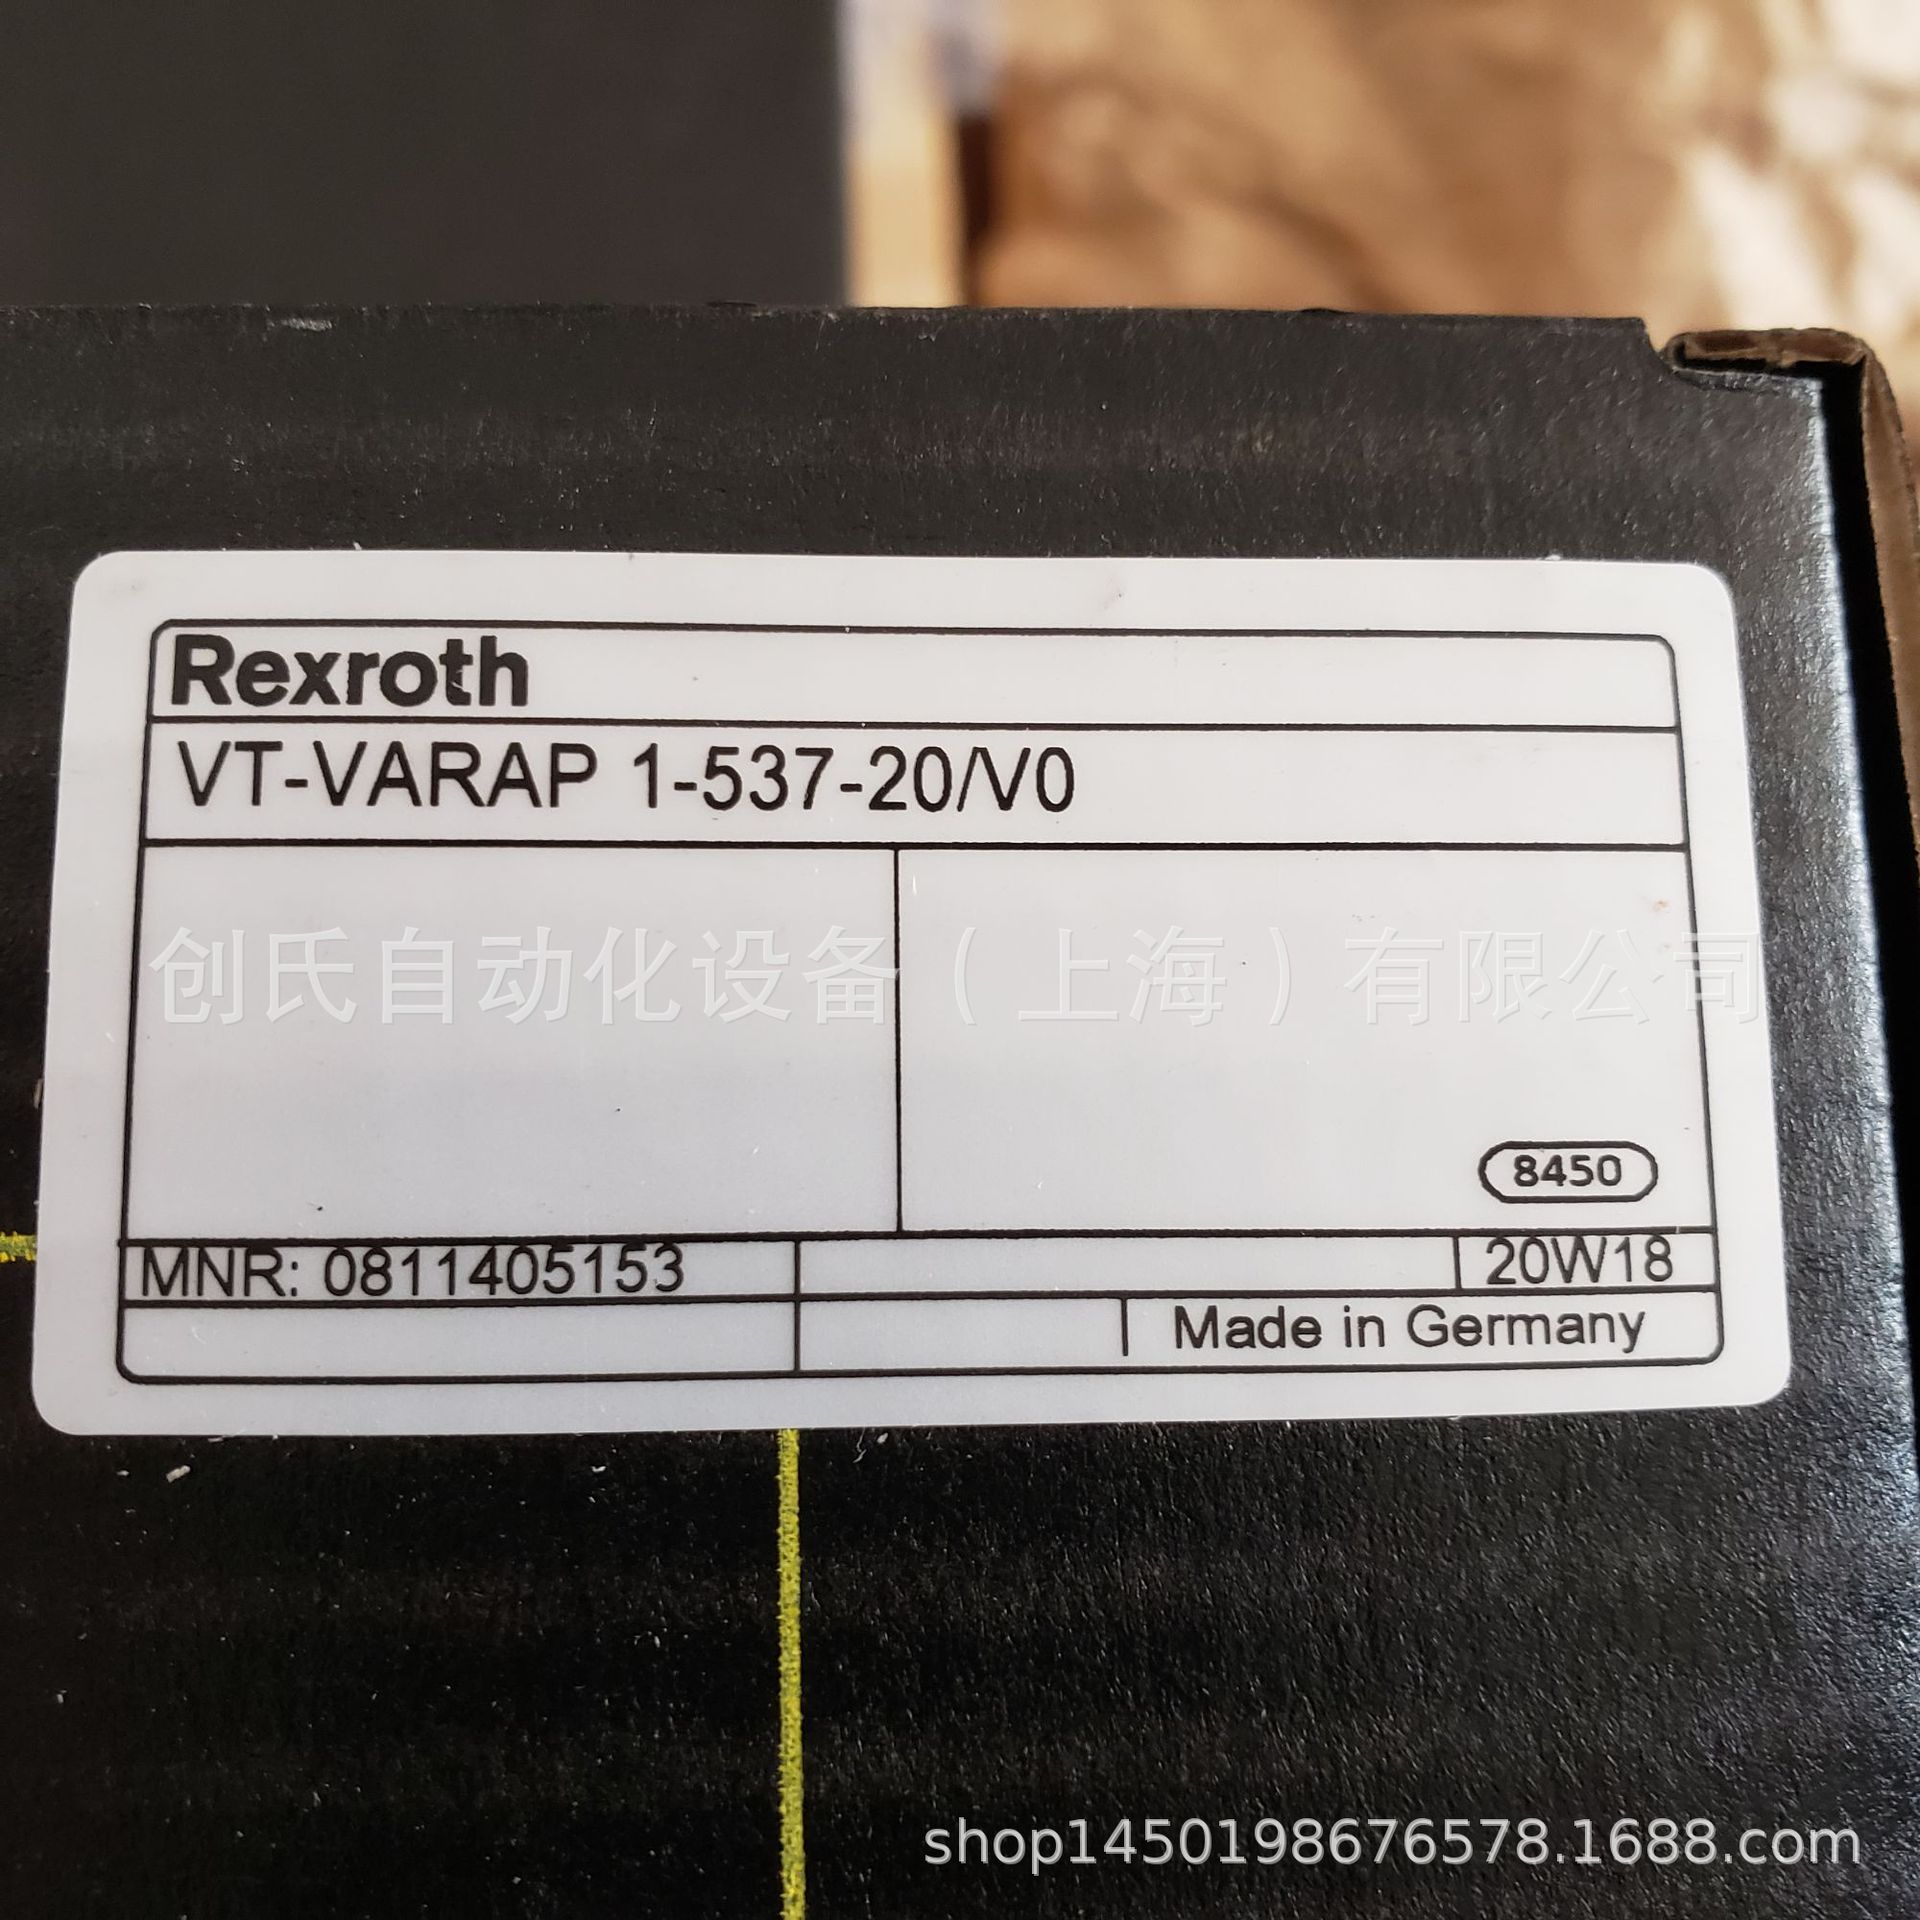 Rexroth
VT-VARAP 1-537-20/V0
创氏自动化设备（上海）有限公司
8450
MNR: 0811405153
20W18
Made in Germany
shop1450198676578.1688.com